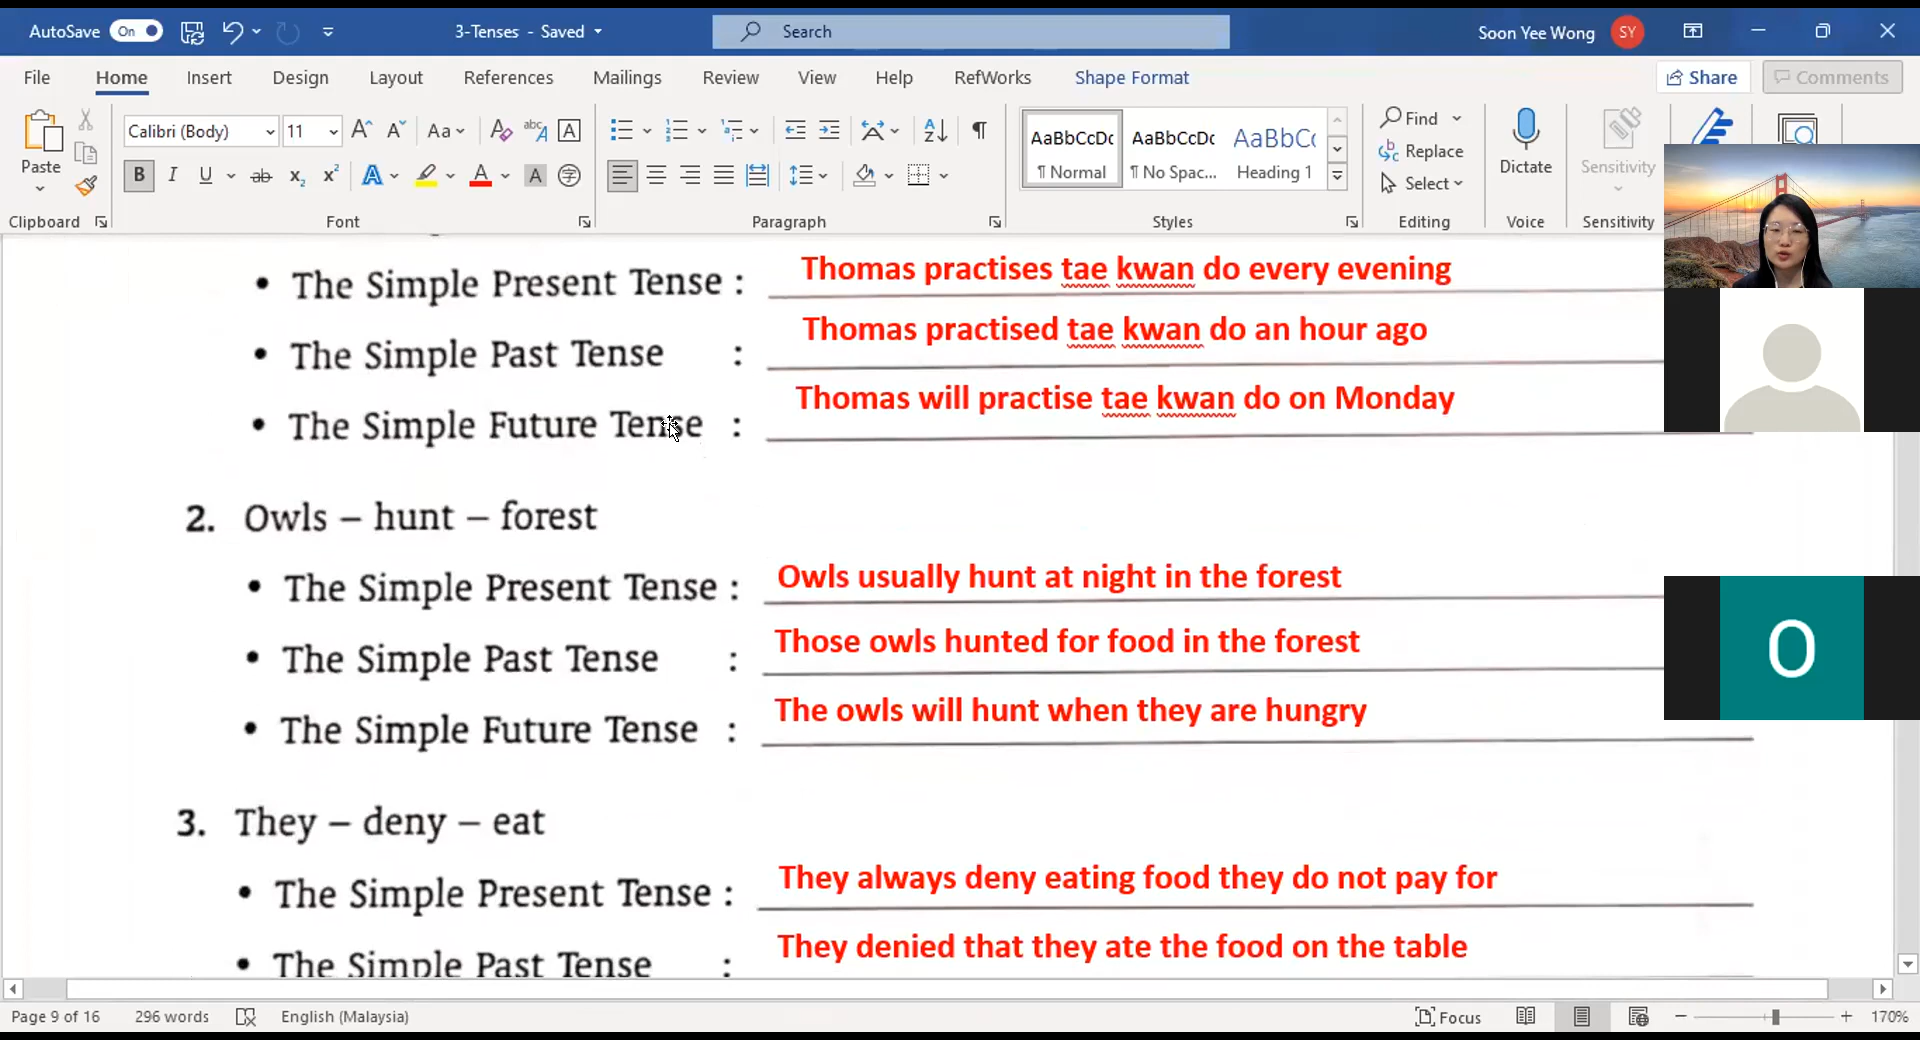 AutoSave On 3-Tenses - Saved Search Soon Yee Wong SY
File Home Insert Design Layout References Mailings Review View Help RefWorks Shape Format Share Comments
Calibri (Body) 11 Aa AaBbCcDc AaBbCcDc AaBbCc Find
Replace
Paste ¶ Normal ¶ No Spac... Heading 1 Select Dictate Sensitivity
Clipboard Font Paragraph Styles Editing Voice Sensitivity
• The Simple Present Tense : Thomas practises tae kwan do every evening
• The Simple Past Tense : Thomas practised tae kwan do an hour ago
• The Simple Future Tense : Thomas will practise tae kwan do on Monday
2. Owls – hunt – forest
• The Simple Present Tense : Owls usually hunt at night in the forest
• The Simple Past Tense : Those owls hunted for food in the forest
O
• The Simple Future Tense : The owls will hunt when they are hungry
3. They – deny – eat
• The Simple Present Tense : They always deny eating food they do not pay for
• The Simple Past Tense : They denied that they ate the food on the table
Page 9 of 16 296 words English (Malaysia) Focus 170%